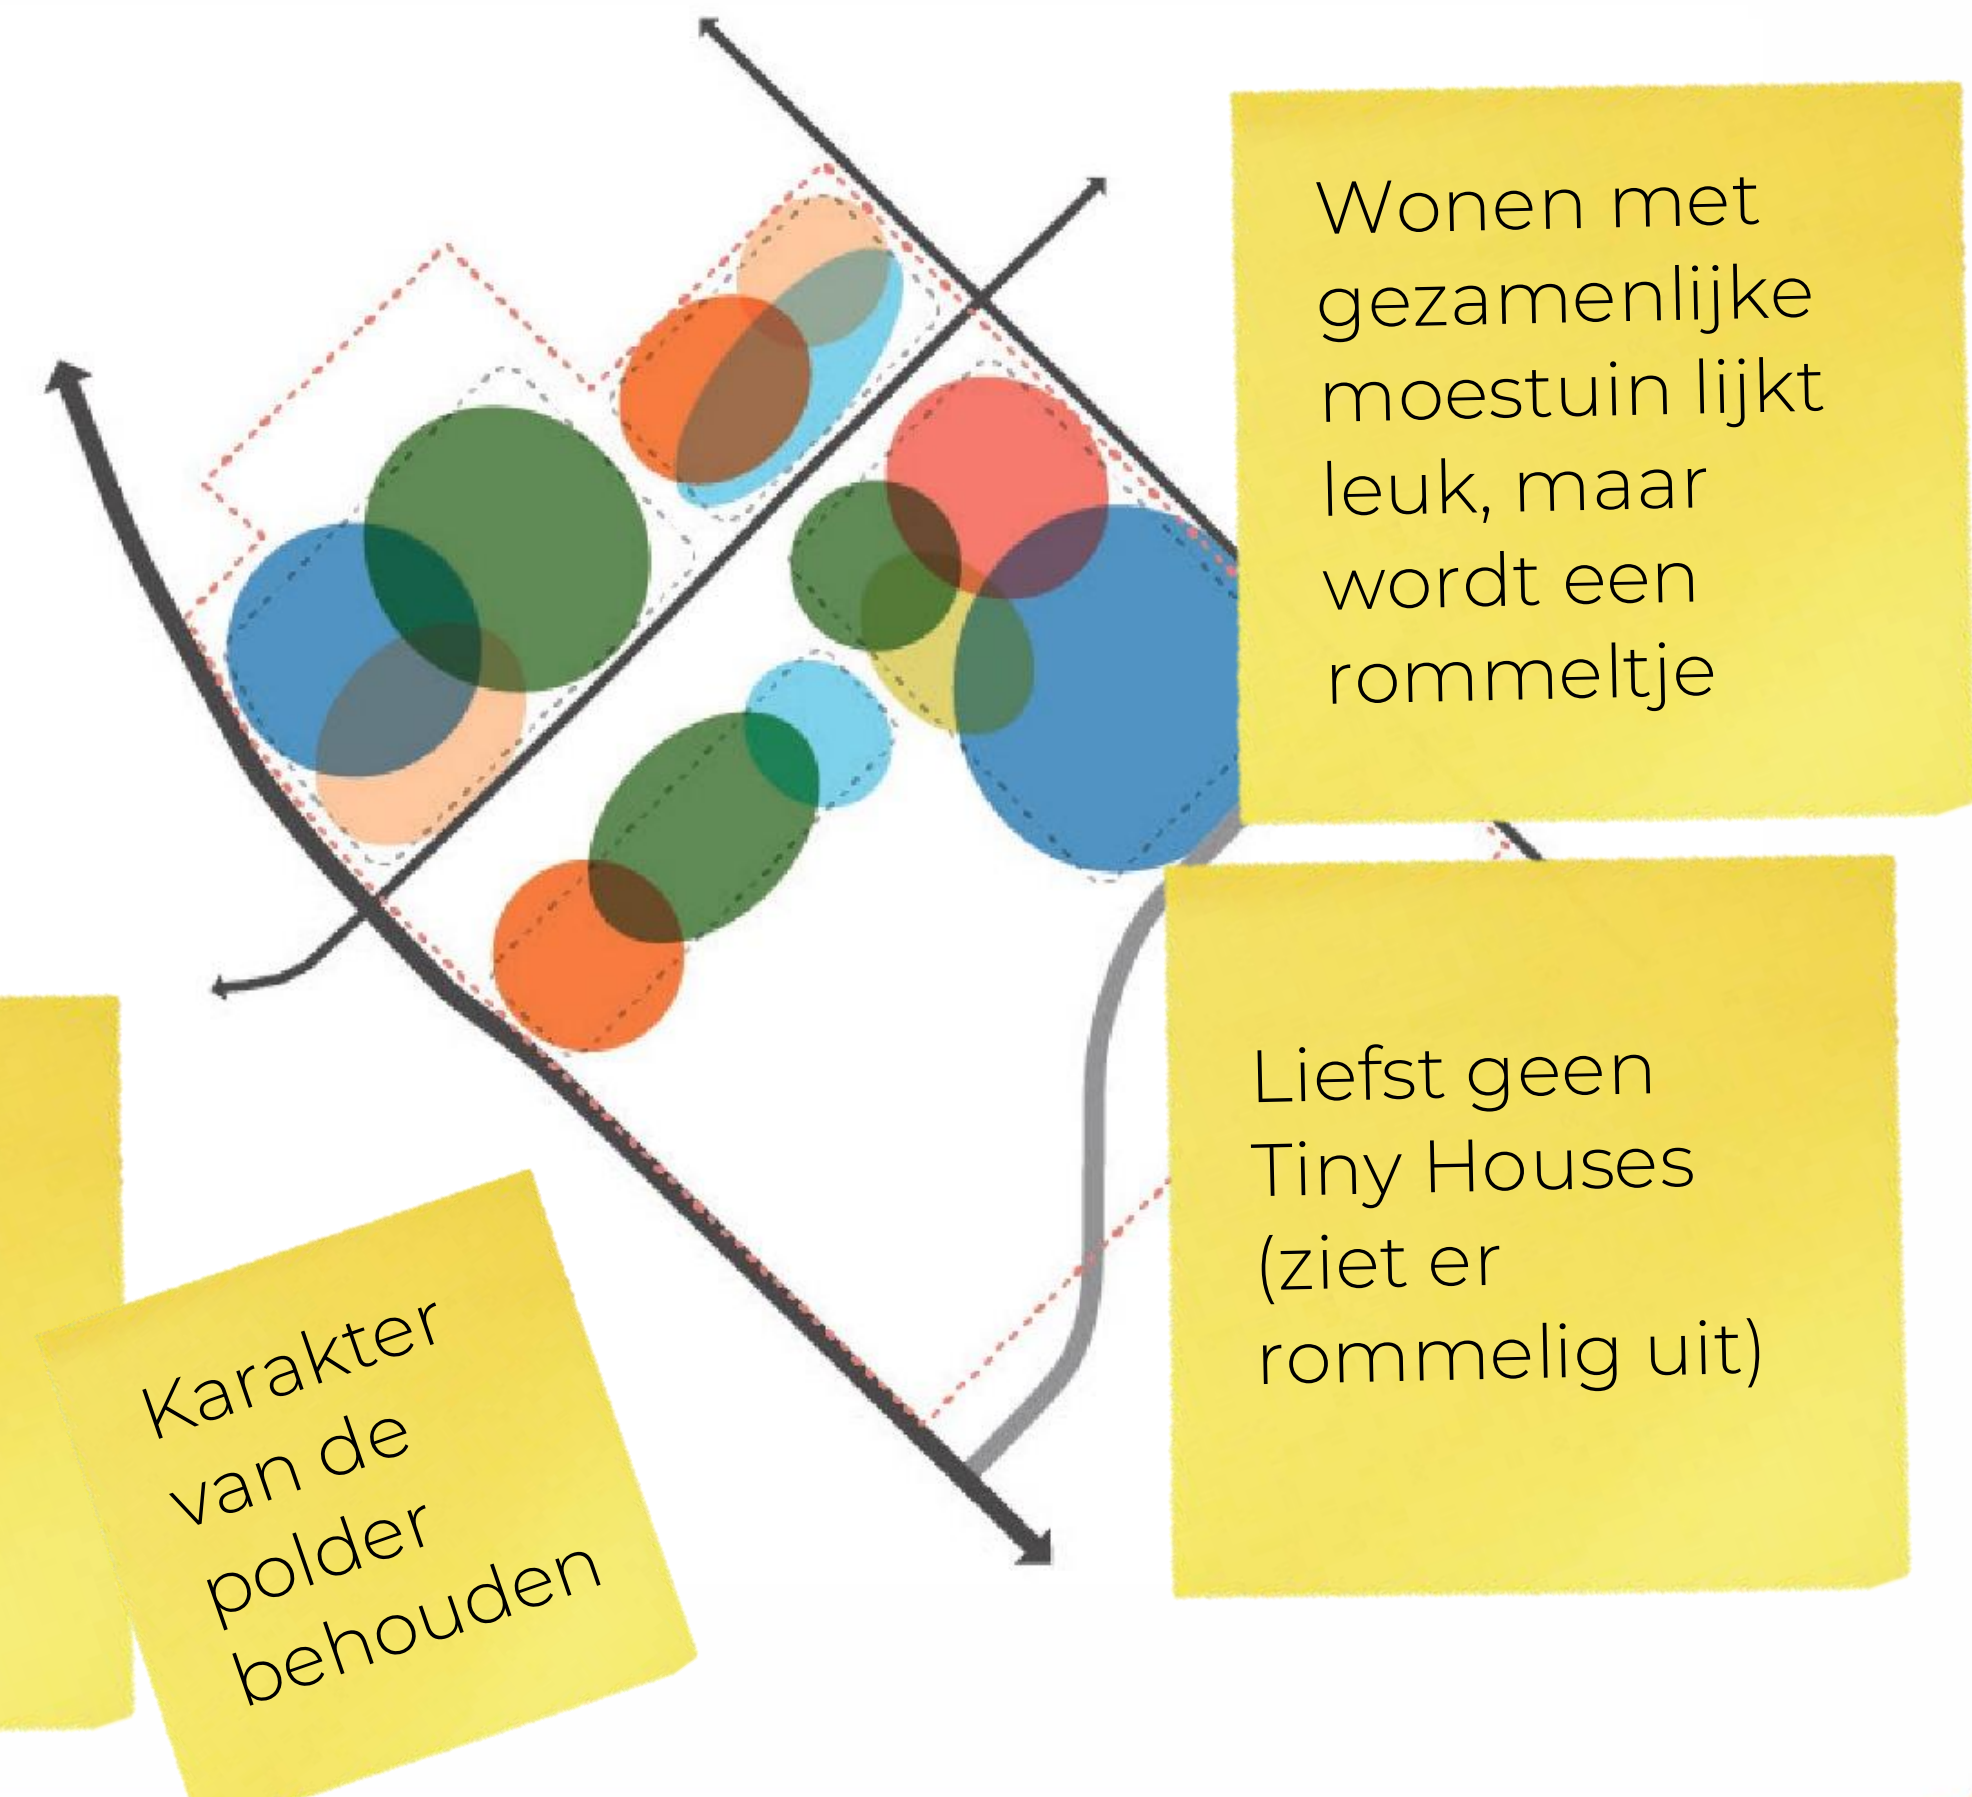 Wonen met
gezamenlijke
moestuin lijkt
leuk, maar
wordt een
rommeltje
Liefst geen
Tiny Houses
(ziet er
rommelig uit)
Karakter
van de
polder
behouden